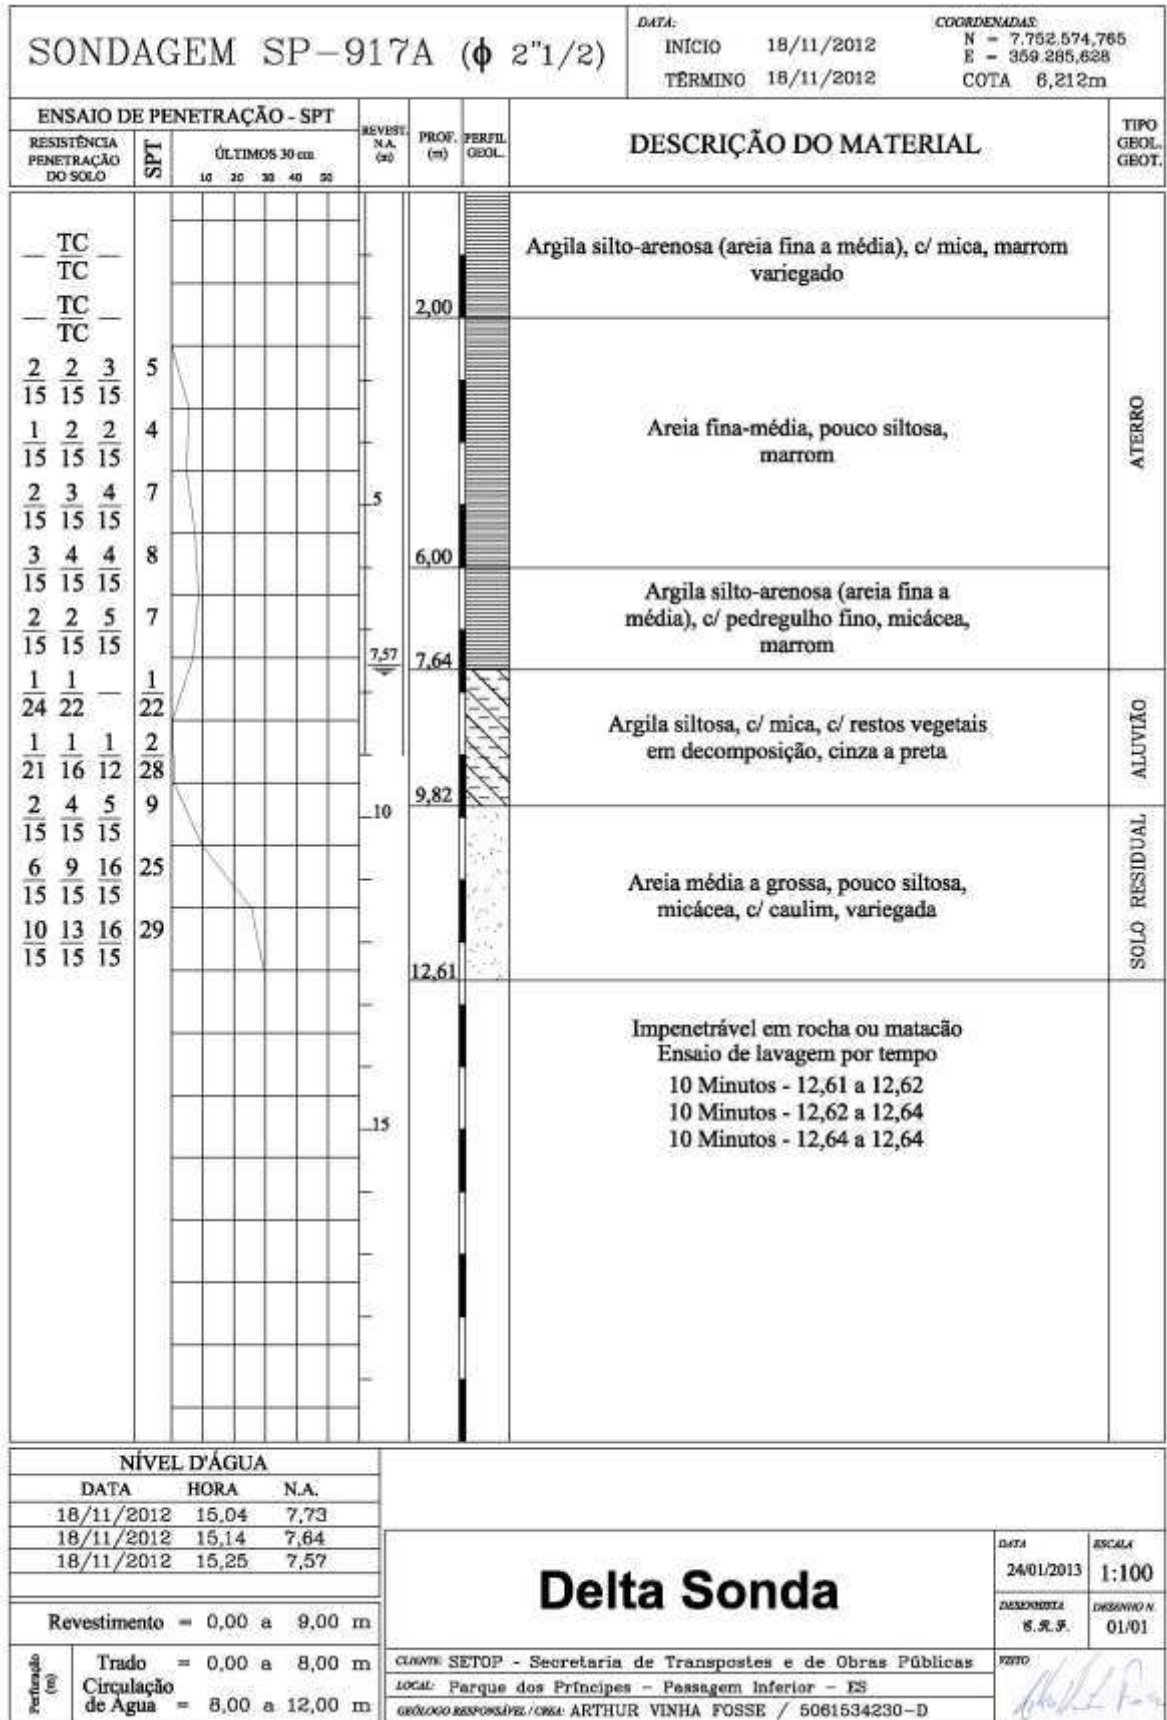 SONDAGEM SP-917A (ϕ 2"1/2)
DATA:
INÍCIO 18/11/2012
TÉRMINO 18/11/2012
COORDENADAS:
N = 7.752.574,765
E = 359.285,628
COTA 6,212m
ENSAIO DE PENETRAÇÃO - SPT
RESISTÊNCIA
PENETRAÇÃO
DO SOLO
SPT
ÚLTIMOS 30 cm
10 20 30 40 50
REVEST.
N.A.
(m)
PROF.
(m)
PERFIL
GEOL.
DESCRIÇÃO DO MATERIAL
TIPO
GEOL.
GEOT.
— TC —
TC
— TC —
TC
2 2 3 5
15 15 15
1 2 2 4
15 15 15
2 3 4 7
15 15 15
3 4 4 8
15 15 15
2 2 5 7
15 15 15
1 1 — 1
24 22 22
1 1 1 2
21 16 12 28
2 4 5 9
15 15 15
6 9 16 25
15 15 15
10 13 16 29
15 15 15
5
7,57
10
15
2,00
6,00
7,64
9,82
12,61
Argila silto-arenosa (areia fina a média), c/ mica, marrom
variegado
Areia fina-média, pouco siltosa,
marrom
Argila silto-arenosa (areia fina a
média), c/ pedregulho fino, micácea,
marrom
Argila siltosa, c/ mica, c/ restos vegetais
em decomposição, cinza a preta
Areia média a grossa, pouco siltosa,
micácea, c/ caulim, variegada
Impenetrável em rocha ou matacão
Ensaio de lavagem por tempo
10 Minutos - 12,61 a 12,62
10 Minutos - 12,62 a 12,64
10 Minutos - 12,64 a 12,64
ATERRO
ALUVIÃO
SOLO RESIDUAL
NÍVEL D'ÁGUA
DATA HORA N.A.
18/11/2012 15,04 7,73
18/11/2012 15,14 7,64
18/11/2012 15,25 7,57
Revestimento = 0,00 a 9,00 m
Perfuração
(m)
Trado = 0,00 a 8,00 m
Circulação
de Água = 8,00 a 12,00 m
Delta Sonda
DATA
24/01/2013
ESCALA
1:100
DESENHISTA
C.R.F.
DESENHO N.
01/01
CLIENTE: SETOP - Secretaria de Transpostes e de Obras Públicas
LOCAL: Parque dos Príncipes - Passagem Inferior - ES
GEÓLOGO RESPONSÁVEL / CREA: ARTHUR VINHA FOSSE / 5061534230-D
VISTO